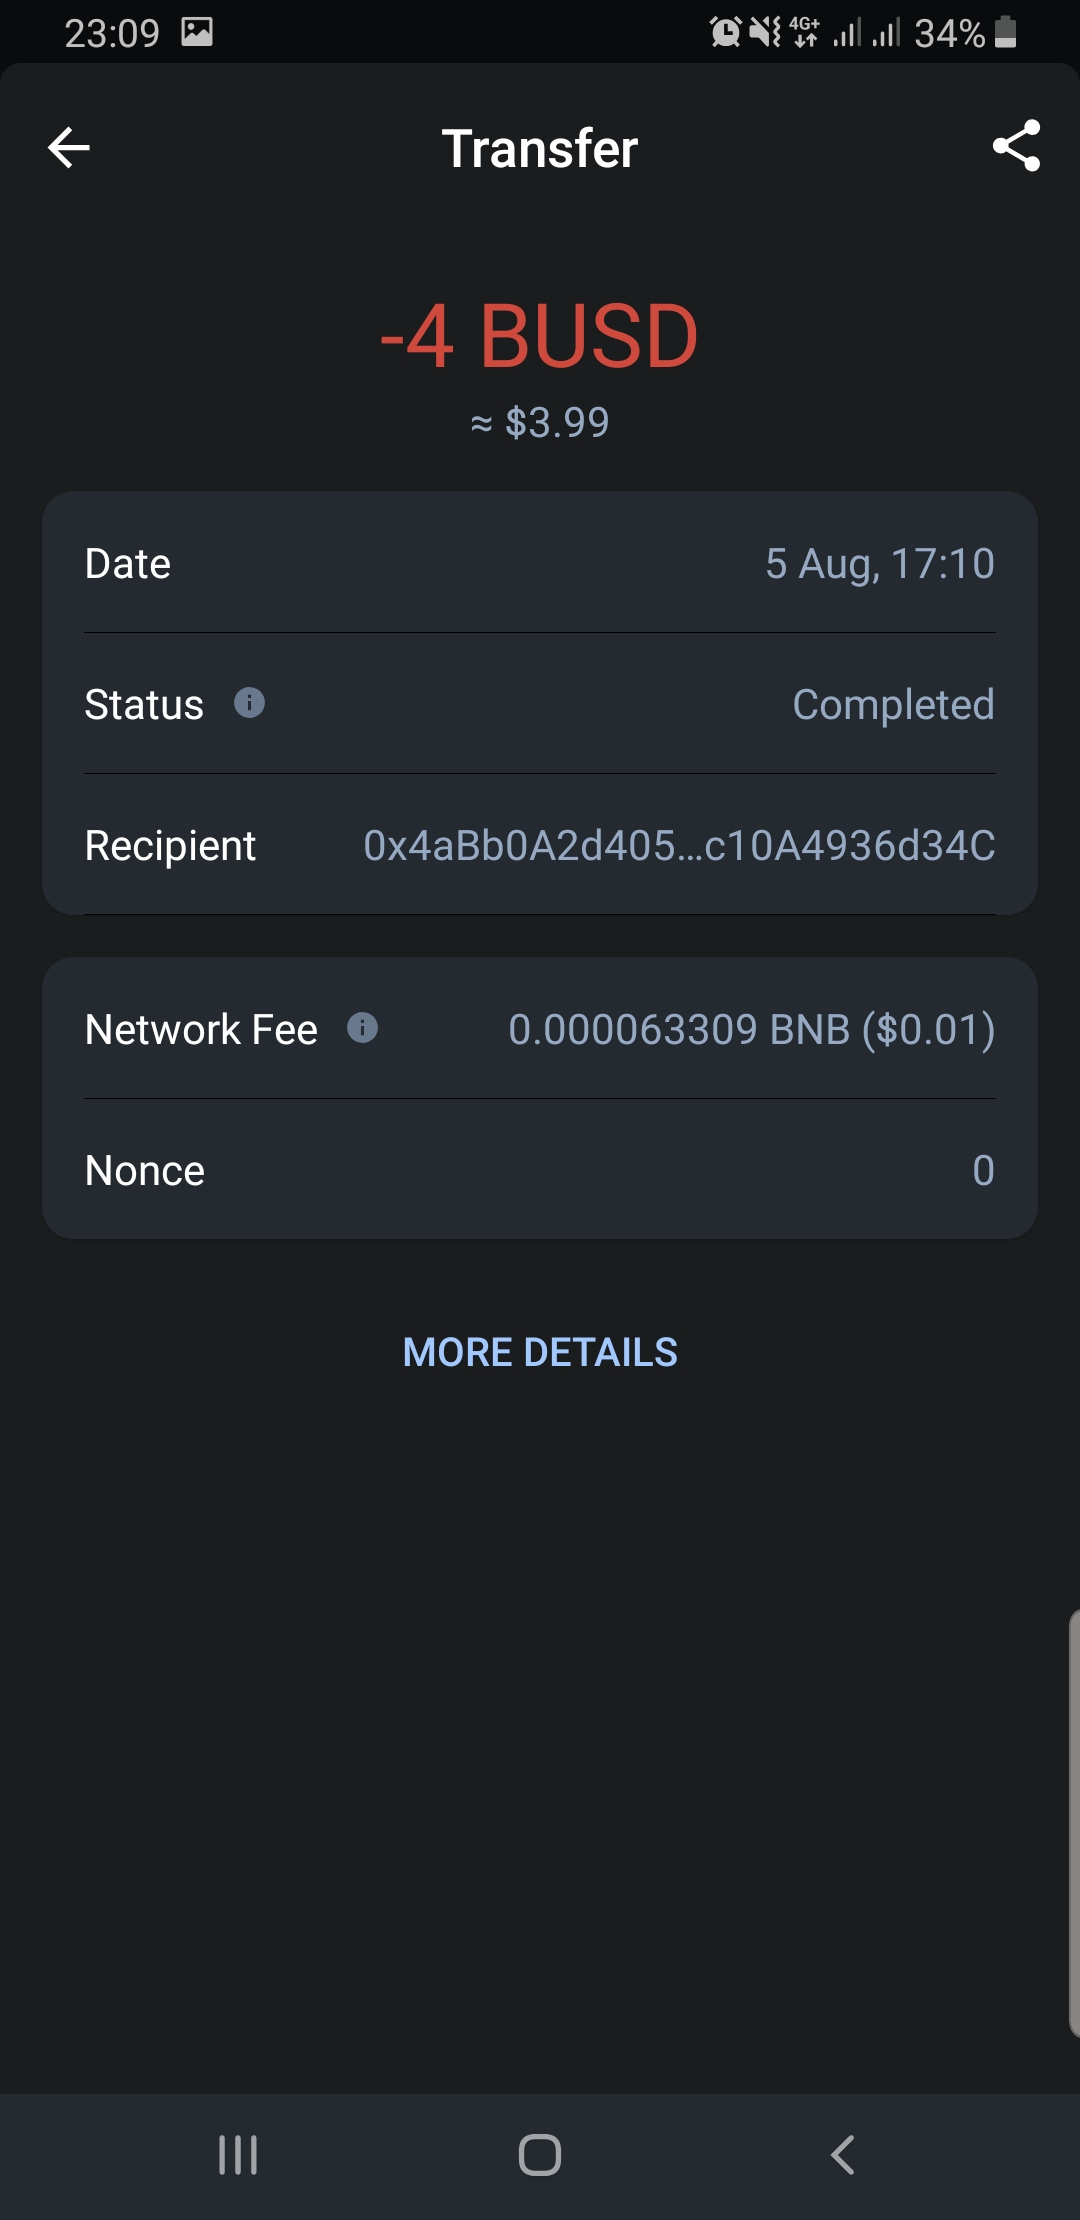 23:09 4G+ 34%
Transfer
-4 BUSD
≈ $3.99
Date 5 Aug, 17:10
Status Completed
Recipient 0x4aBb0A2d405...c10A4936d34C
Network Fee 0.000063309 BNB ($0.01)
Nonce 0
MORE DETAILS